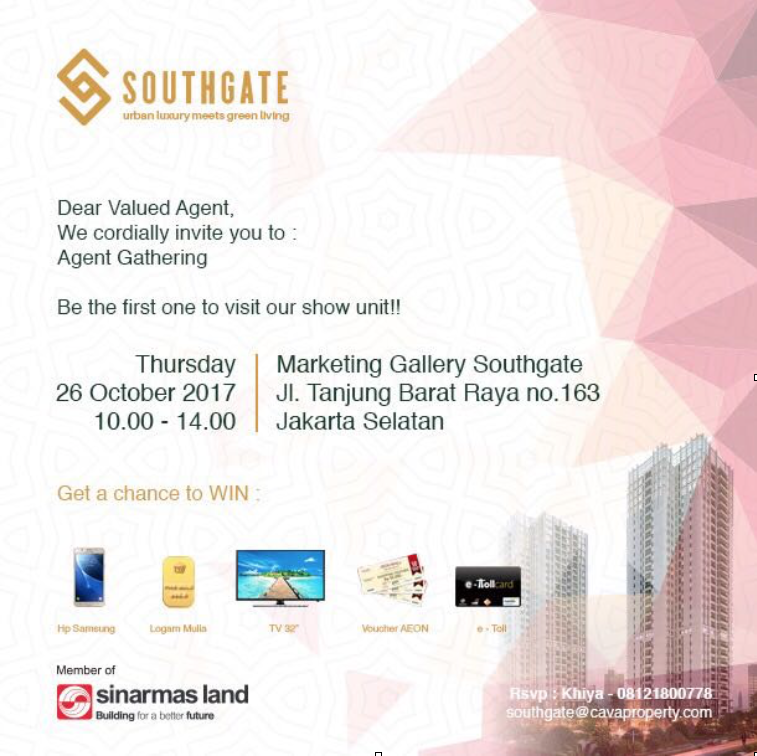 SOUTHGATE
urban luxury meets green living
Dear Valued Agent,
We cordially invite you to :
Agent Gathering
Be the first one to visit our show unit!!
Thursday
26 October 2017
10.00 - 14.00
Marketing Gallery Southgate
Jl. Tanjung Barat Raya no.163
Jakarta Selatan
Get a chance to WIN :
e-Tollcard
Hp Samsung
Logam Mulia
TV 32"
Voucher AEON
e - Toll
Member of
sinarmas land
Building for a better future
Rsvp : Khiya - 08121800778
southgate@cavaproperty.com